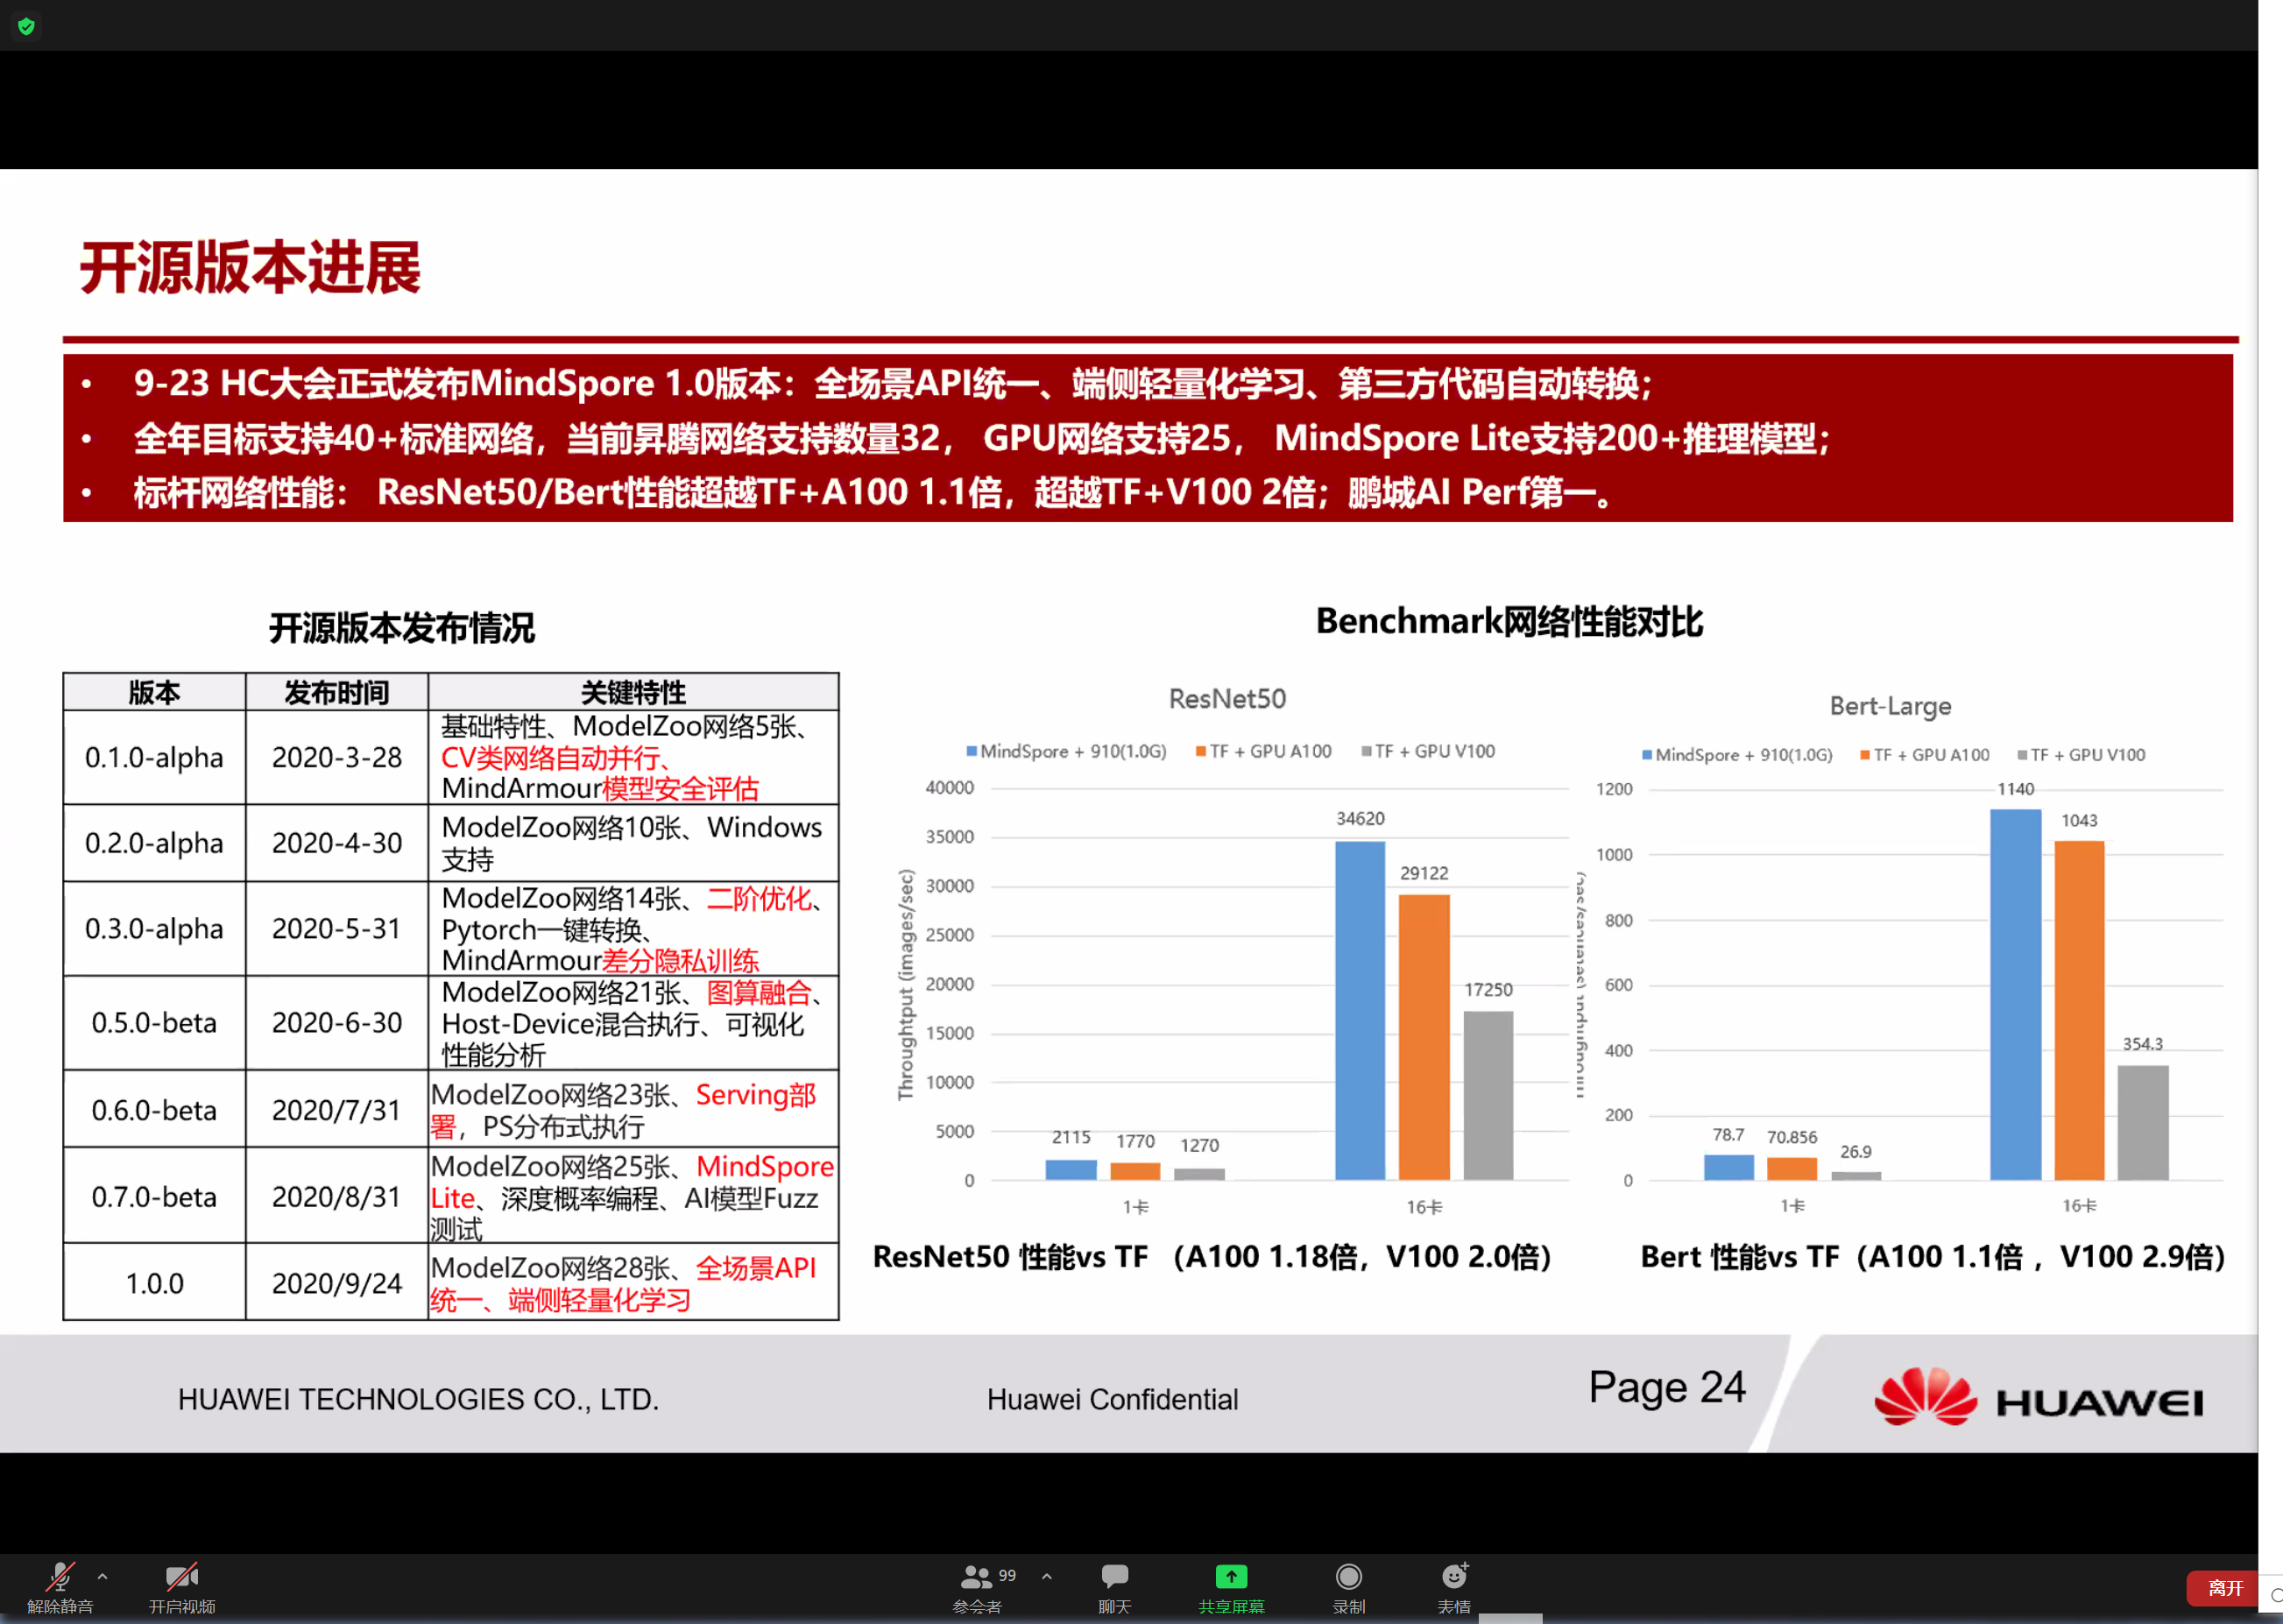 开源版本进展
• 9-23 HC大会正式发布MindSpore 1.0版本：全场景API统一、端侧轻量化学习、第三方代码自动转换；
• 全年目标支持40+标准网络，当前昇腾网络支持数量32， GPU网络支持25， MindSpore Lite支持200+推理模型；
• 标杆网络性能： ResNet50/Bert性能超越TF+A100 1.1倍，超越TF+V100 2倍；鹏城AI Perf第一。
开源版本发布情况
版本 发布时间 关键特性
0.1.0-alpha 2020-3-28 基础特性、ModelZoo网络5张、
CV类网络自动并行、
MindArmour模型安全评估
0.2.0-alpha 2020-4-30 ModelZoo网络10张、Windows
支持
0.3.0-alpha 2020-5-31 ModelZoo网络14张、二阶优化、
Pytorch一键转换、
MindArmour差分隐私训练
0.5.0-beta 2020-6-30 ModelZoo网络21张、图算融合、
Host-Device混合执行、可视化
性能分析
0.6.0-beta 2020/7/31 ModelZoo网络23张、Serving部
署，PS分布式执行
0.7.0-beta 2020/8/31 ModelZoo网络25张、MindSpore
Lite、深度概率编程、AI模型Fuzz
测试
1.0.0 2020/9/24 ModelZoo网络28张、全场景API
统一、端侧轻量化学习
Benchmark网络性能对比
ResNet50
MindSpore + 910(1.0G) TF + GPU A100 TF + GPU V100
Throughtput (images/sec)
40000
35000
30000
25000
20000
15000
10000
5000
0
2115 1770 1270
34620 29122 17250
1卡 16卡
ResNet50 性能vs TF （A100 1.18倍，V100 2.0倍）
Bert-Large
MindSpore + 910(1.0G) TF + GPU A100 TF + GPU V100
1200
1000
800
600
400
200
0
78.7 70.856 26.9
1140 1043 354.3
1卡 16卡
Bert 性能vs TF（A100 1.1倍 ，V100 2.9倍）
HUAWEI TECHNOLOGIES CO., LTD. Huawei Confidential Page 24 HUAWEI
解除静音 开启视频 99 参会者 聊天 共享屏幕 录制 表情 离开